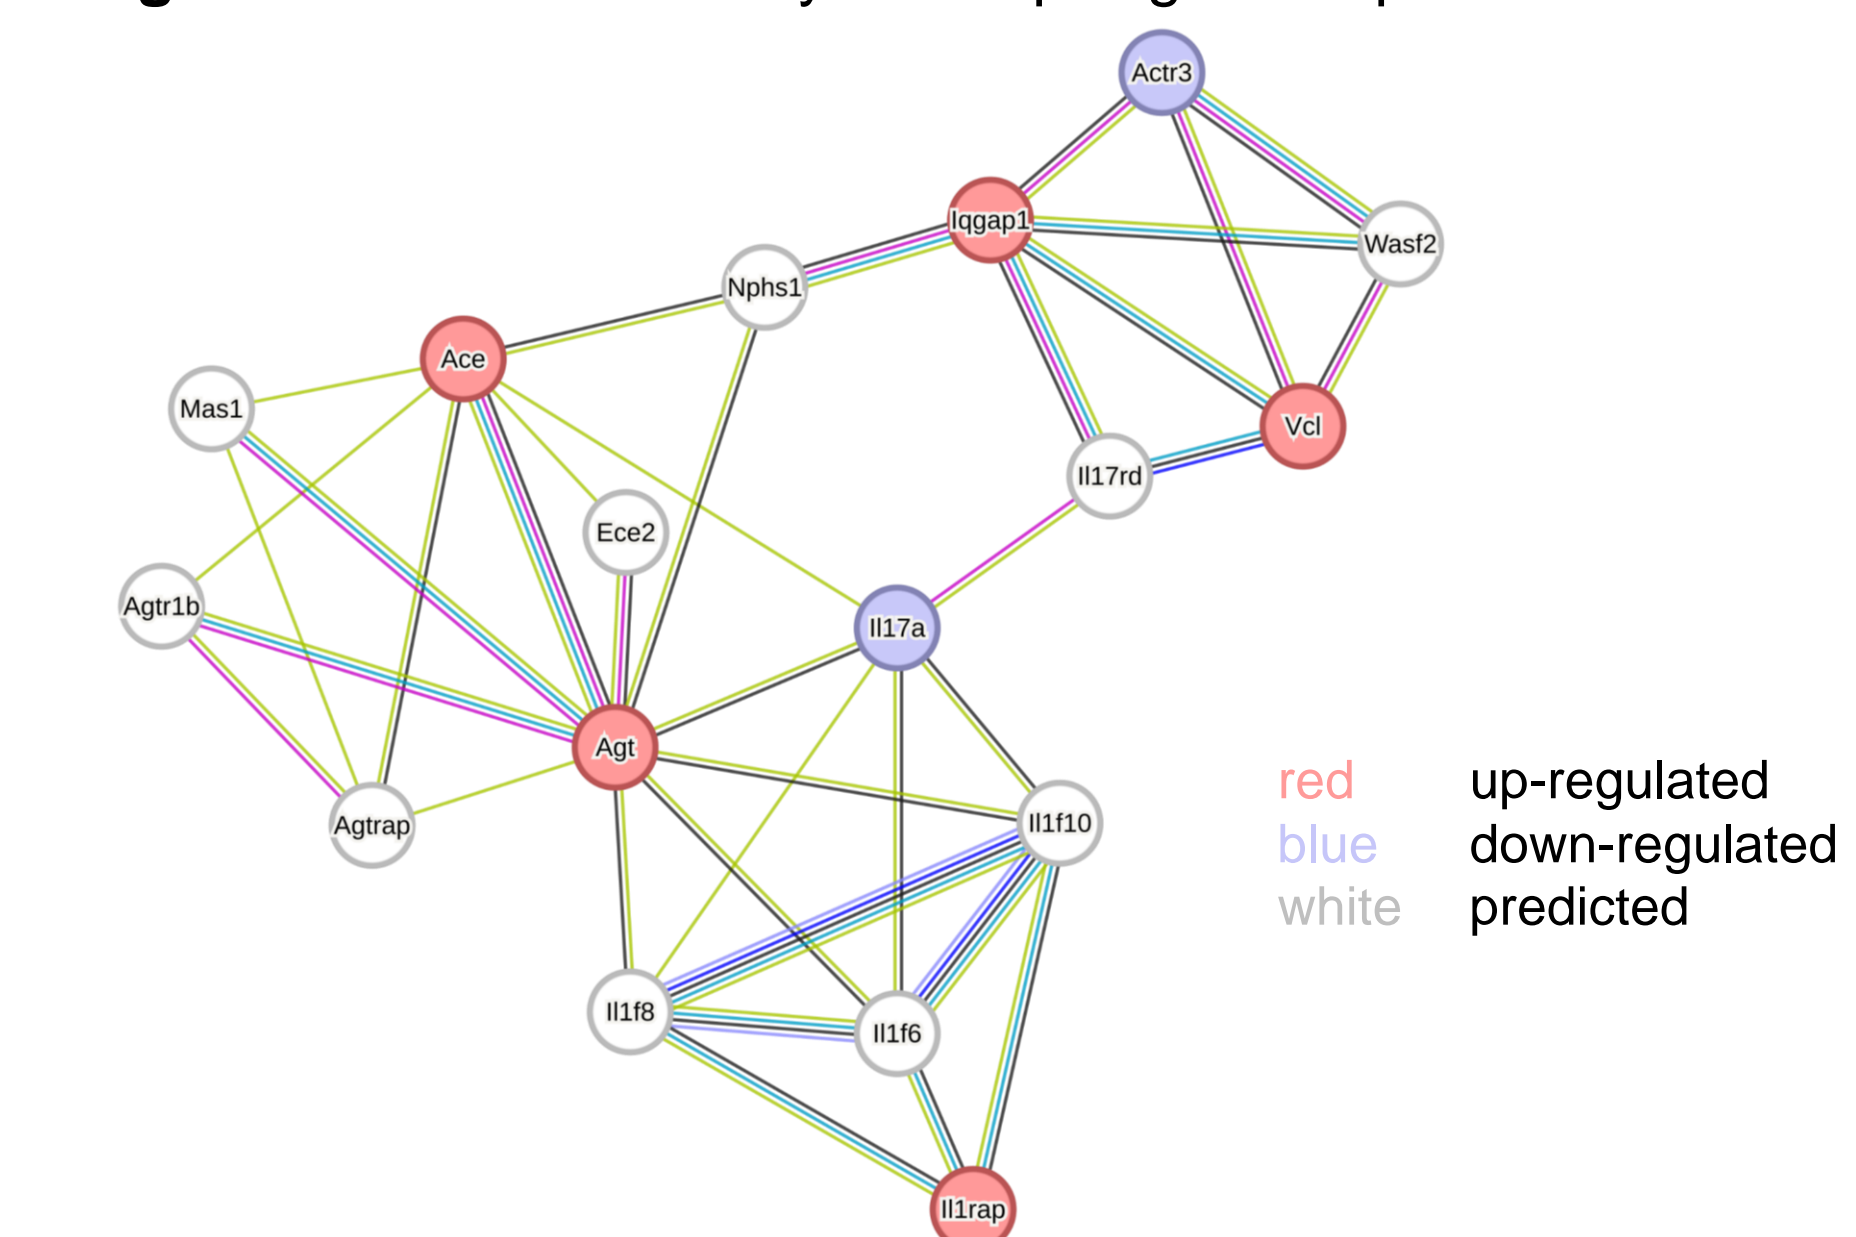 Actr3
Iqgap1
Wasf2
Nphs1
Ace
Mas1
Vcl
Il17rd
Ece2
Agtr1b
Il17a
Agt
red up-regulated
Il1f10
Agtrap
blue down-regulated
white predicted
Il1f8
Il1f6
Il1rap